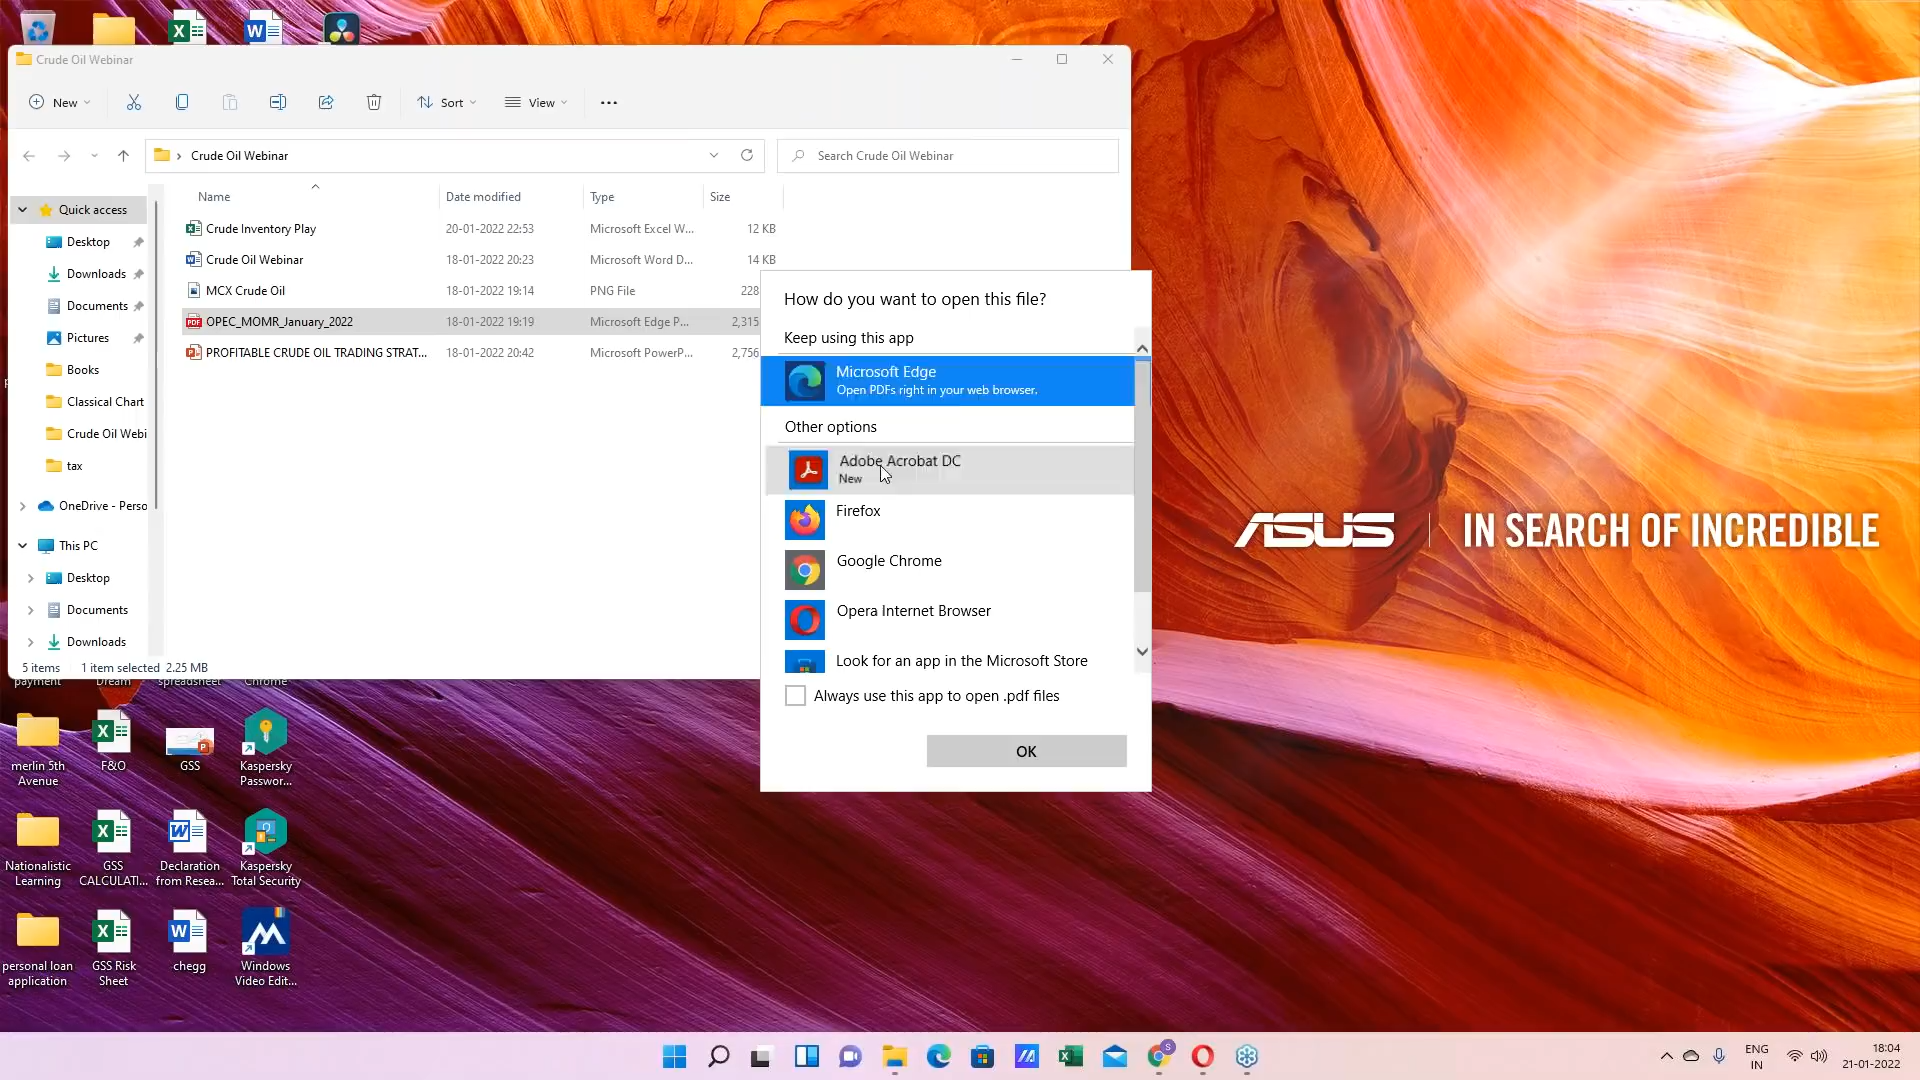 Crude Oil Webinar
New
Sort
View
Crude Oil Webinar
Search Crude Oil Webinar
Name
Date modified
Type
Size
Quick access
Desktop
Downloads
Documents
Pictures
Books
Classical Chart
Crude Oil Webi
tax
OneDrive - Perso
This PC
Desktop
Documents
Downloads
Crude Inventory Play
20-01-2022 22:53
Microsoft Excel W...
12 KB
Crude Oil Webinar
18-01-2022 20:23
Microsoft Word D...
14 KB
MCX Crude Oil
18-01-2022 19:14
PNG File
228
OPEC_MOMR_January_2022
18-01-2022 19:19
Microsoft Edge P...
2,315
PROFITABLE CRUDE OIL TRADING STRAT...
18-01-2022 20:42
Microsoft PowerP...
2,756
5 items
1 item selected 2.25 MB
How do you want to open this file?
Keep using this app
Microsoft Edge
Open PDFs right in your web browser.
Other options
Adobe Acrobat DC
New
Firefox
Google Chrome
Opera Internet Browser
Look for an app in the Microsoft Store
Always use this app to open .pdf files
OK
ASUS
IN SEARCH OF INCREDIBLE
payment
Dream
spreadsheet
Chrome
merlin 5th
Avenue
F&O
GSS
Kaspersky
Passwor...
Nationalistic
Learning
GSS
CALCULATI...
Declaration
from Resea...
Kaspersky
Total Security
personal loan
application
GSS Risk
Sheet
chegg
Windows
Video Edit...
ENG
IN
18:04
21-01-2022